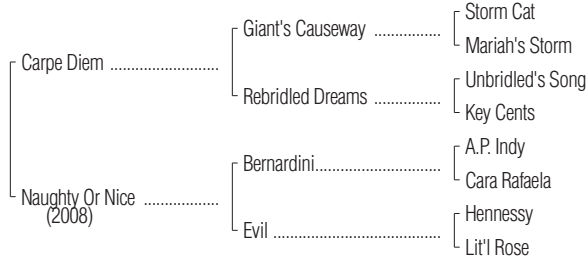 Carpe Diem ....................
Giant's Causeway ................
Storm Cat
Mariah's Storm
Rebridled Dreams ................
Unbridled's Song
Key Cents
Naughty Or Nice .................
(2008)
Bernardini..............................
A.P. Indy
Cara Rafaela
Evil ........................................
Hennessy
Lit'l Rose